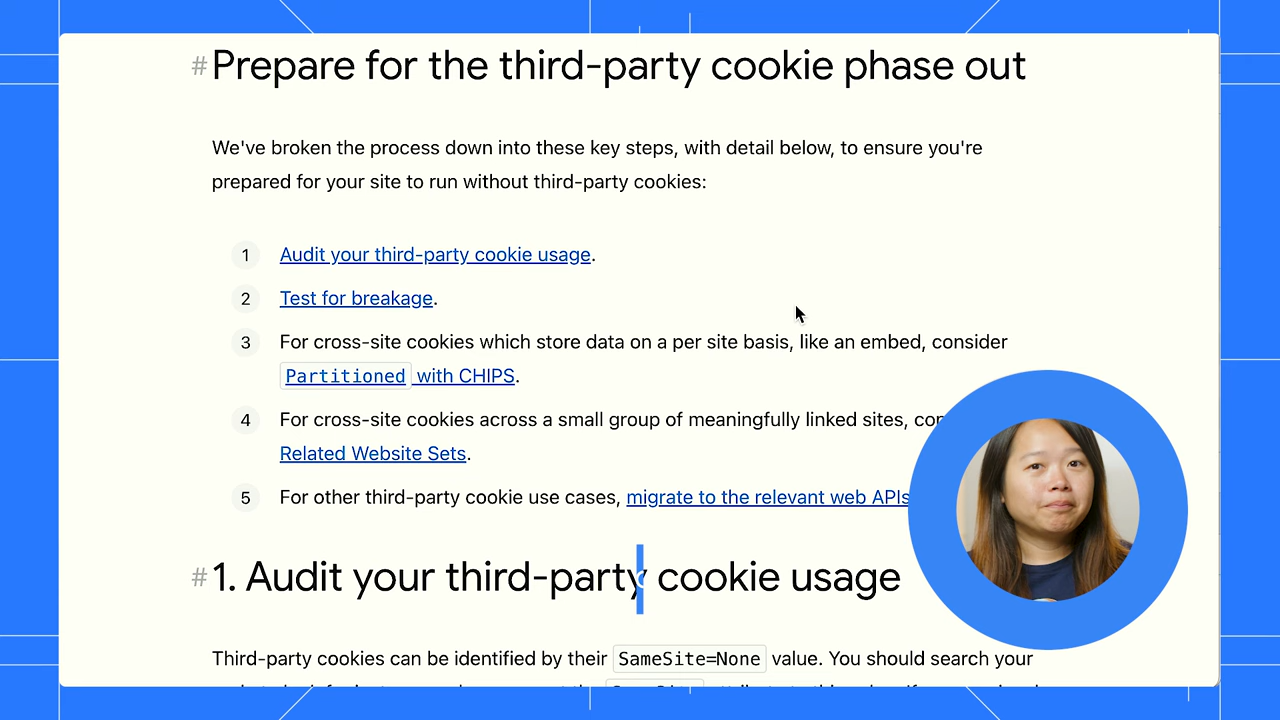 #Prepare for the third-party cookie phase out
We've broken the process down into these key steps, with detail below, to ensure you're
prepared for your site to run without third-party cookies:
1 Audit your third-party cookie usage.
2 Test for breakage.
3 For cross-site cookies which store data on a per site basis, like an embed, consider
Partitioned with CHIPS.
4 For cross-site cookies across a small group of meaningfully linked sites,
Related Website Sets.
5 For other third-party cookie use cases, migrate to the relevant web APIs
#1. Audit your third-party cookie usage
Third-party cookies can be identified by their SameSite=None value. You should search your